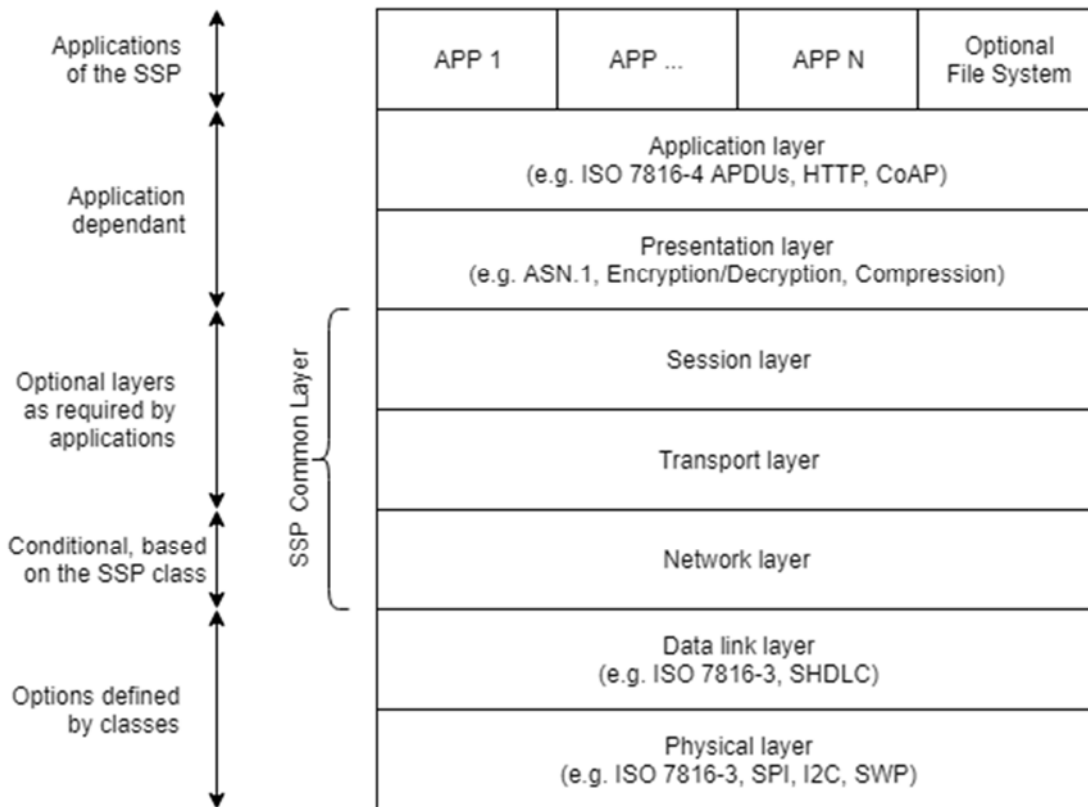 Applications
of the SSP
APP 1
APP ...
APP N
Optional
File System
Application
dependant
Application layer
(e.g. ISO 7816-4 APDUs, HTTP, CoAP)
Presentation layer
(e.g. ASN.1, Encryption/Decryption, Compression)
Optional layers
as required by
applications
SSP Common Layer
Session layer
Transport layer
Conditional, based
on the SSP class
Network layer
Options defined
by classes
Data link layer
(e.g. ISO 7816-3, SHDLC)
Physical layer
(e.g. ISO 7816-3, SPI, I2C, SWP)